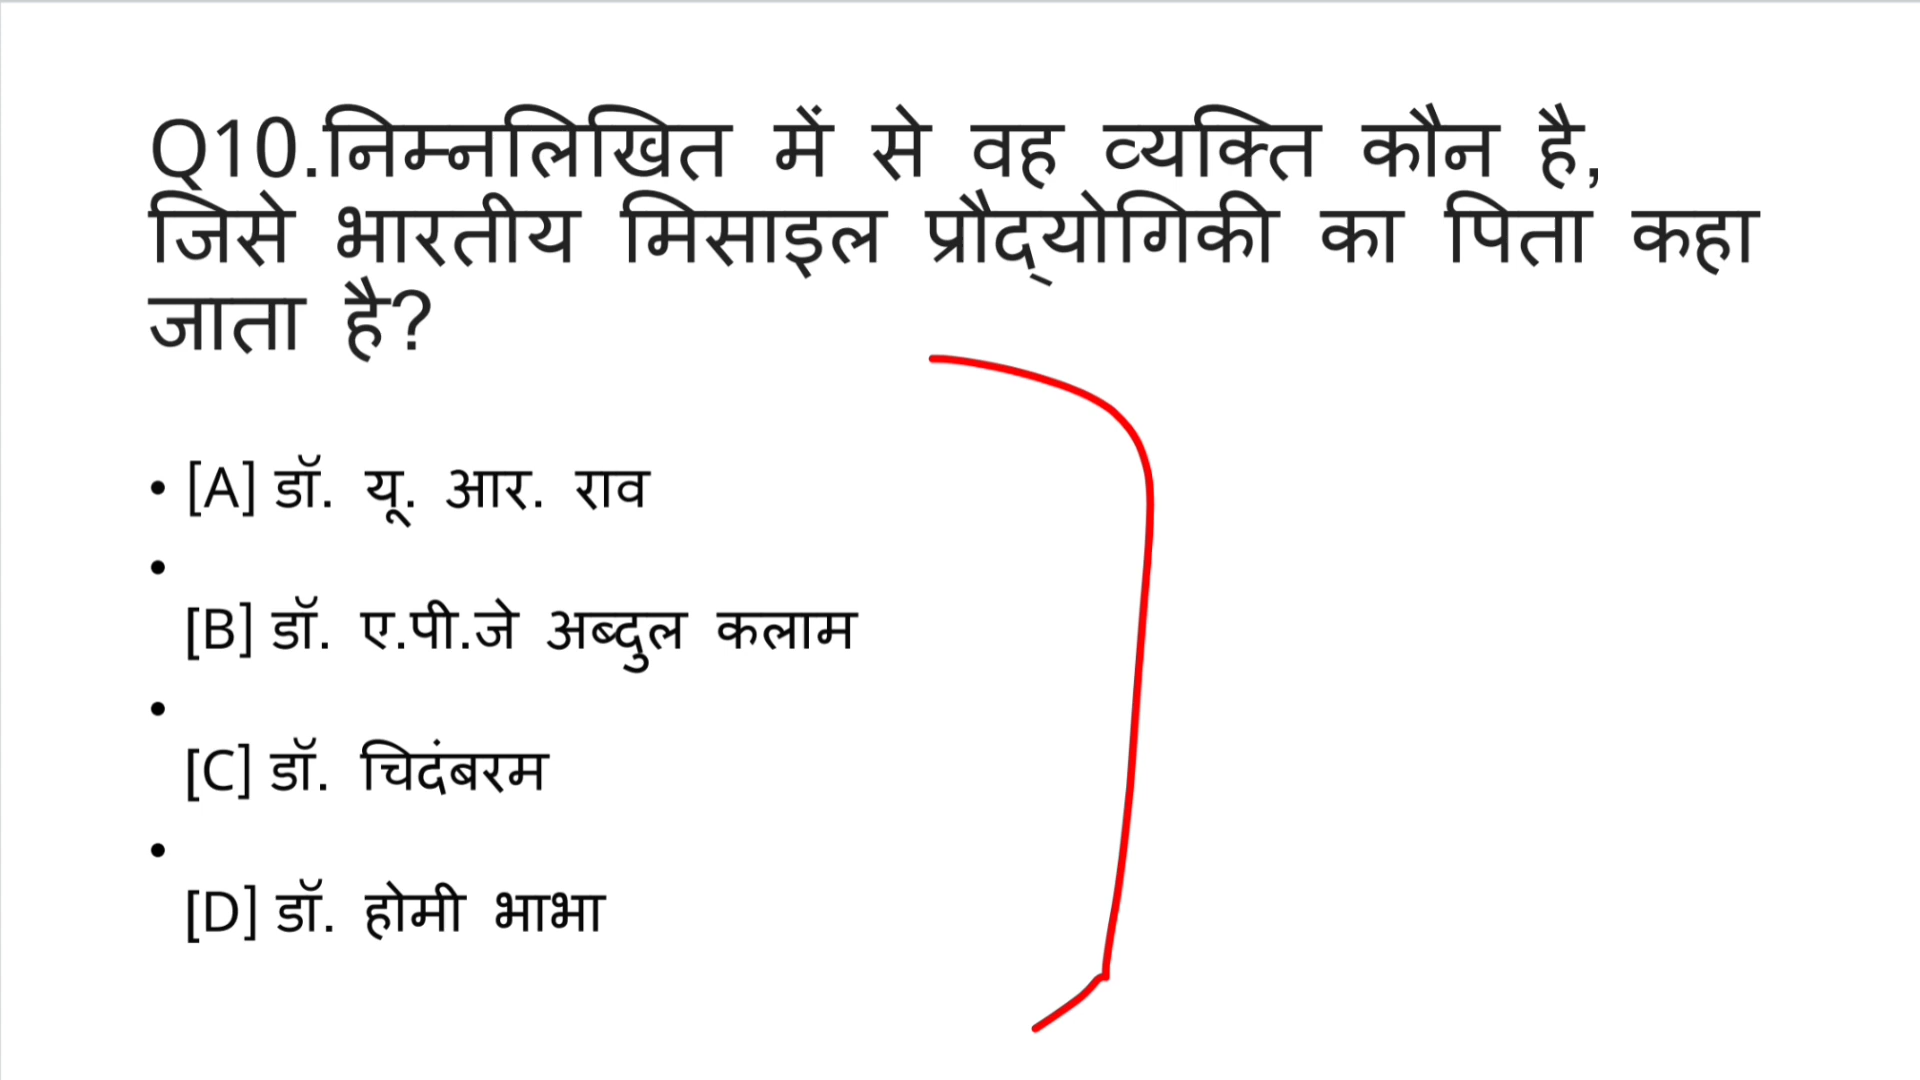 Q10.निम्नलिखित में से वह व्यक्ति कौन है,
जिसे भारतीय मिसाइल प्रौद्योगिकी का पिता कहा
जाता है?
• [A] डॉ. यू. आर. राव
•
[B] डॉ. ए.पी.जे अब्दुल कलाम
•
[C] डॉ. चिदंबरम
•
[D] डॉ. होमी भाभा